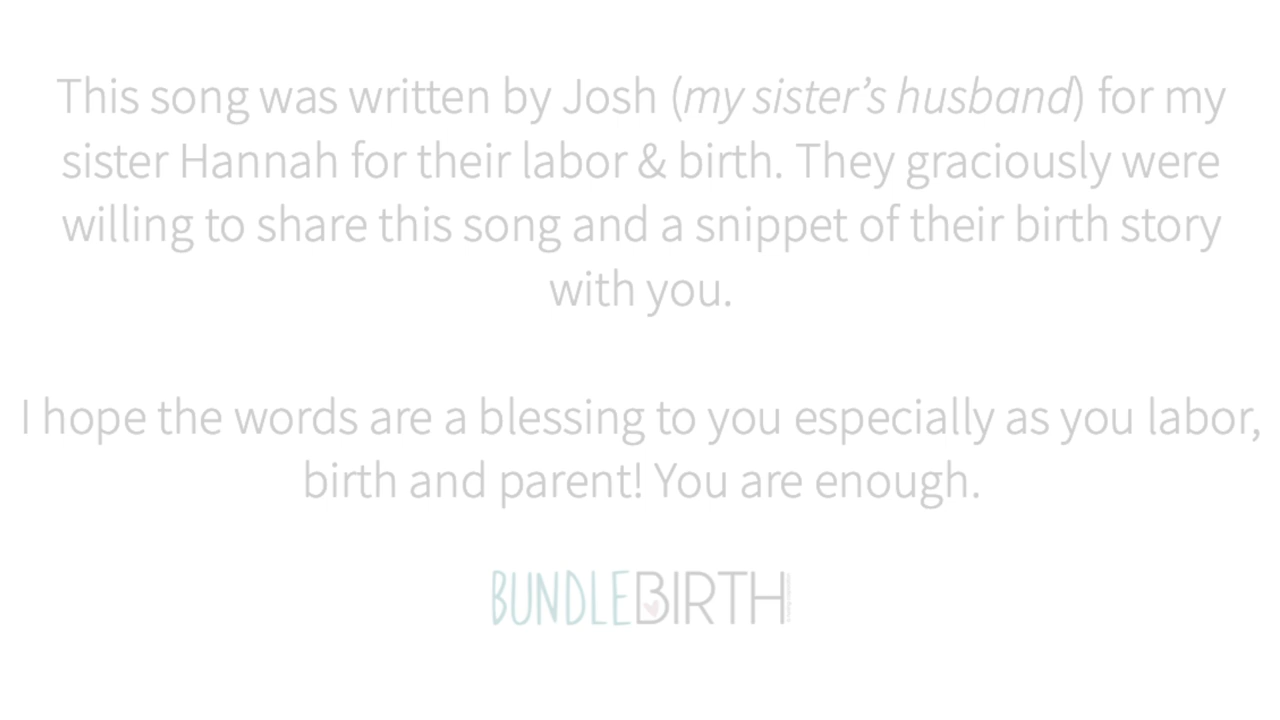 This song was written by Josh (my sister’s husband) for my
sister Hannah for their labor & birth. They graciously were
willing to share this song and a snippet of their birth story
with you.
I hope the words are a blessing to you especially as you labor,
birth and parent! You are enough.
BUNDLEBIRTH